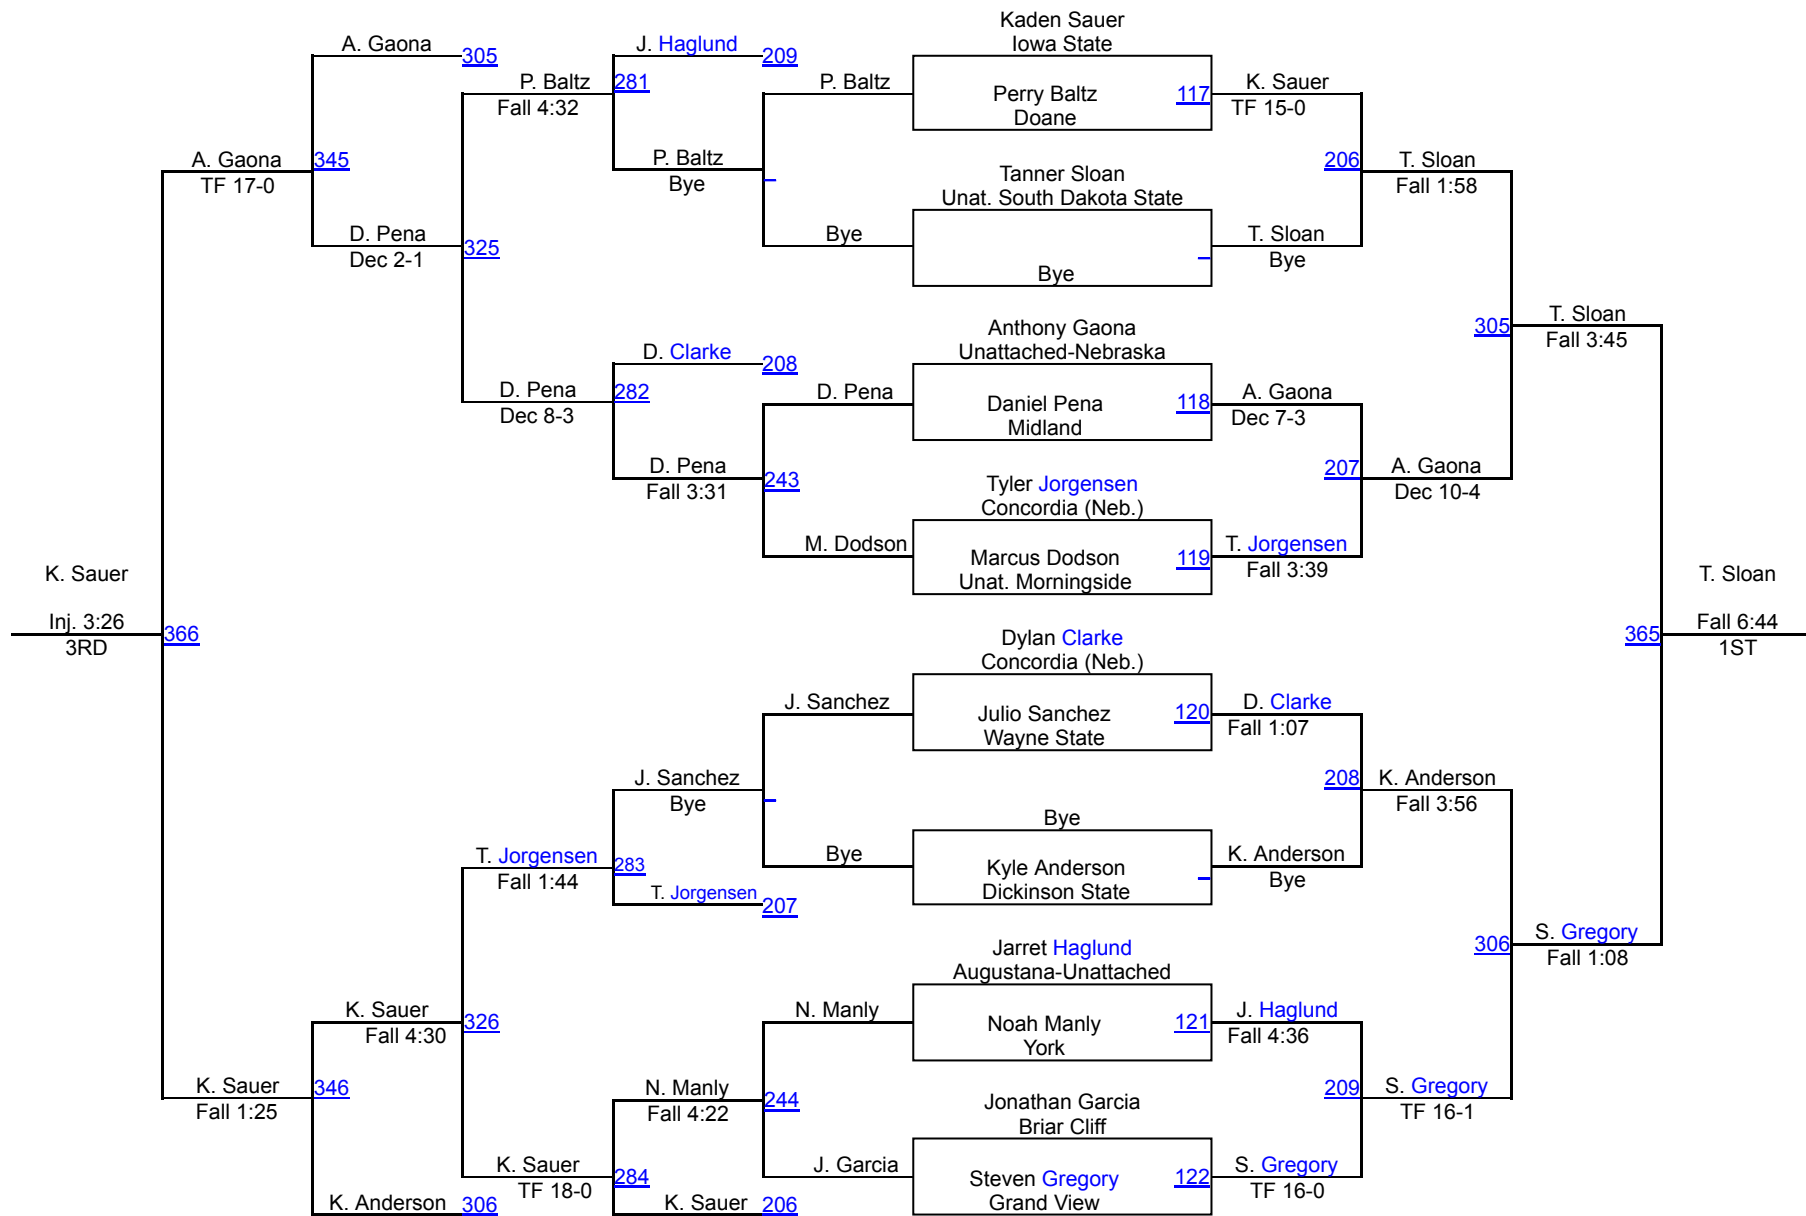 Kaden Sauer
Iowa State
A. Gaona
305
J. Haglund
209
P. Baltz
Fall 4:32
281
P. Baltz
Perry Baltz
Doane
117
K. Sauer
TF 15-0
A. Gaona
TF 17-0
345
P. Baltz
Bye
Tanner Sloan
Unat. South Dakota State
206
T. Sloan
Fall 1:58
D. Pena
Dec 2-1
325
Bye
Bye
T. Sloan
Bye
Anthony Gaona
Unattached-Nebraska
305
T. Sloan
Fall 3:45
D. Clarke
208
D. Pena
Dec 8-3
282
D. Pena
Daniel Pena
Midland
118
A. Gaona
Dec 7-3
D. Pena
Fall 3:31
243
Tyler Jorgensen
Concordia (Neb.)
207
A. Gaona
Dec 10-4
M. Dodson
Marcus Dodson
Unat. Morningside
119
T. Jorgensen
Fall 3:39
K. Sauer
Inj. 3:26
3RD
366
T. Sloan
Fall 6:44
1ST
365
Dylan Clarke
Concordia (Neb.)
J. Sanchez
Julio Sanchez
Wayne State
120
D. Clarke
Fall 1:07
J. Sanchez
Bye
208
K. Anderson
Fall 3:56
Bye
T. Jorgensen
Fall 1:44
283
Bye
Kyle Anderson
Dickinson State
K. Anderson
Bye
T. Jorgensen
207
Jarret Haglund
Augustana-Unattached
306
S. Gregory
Fall 1:08
K. Sauer
Fall 4:30
326
N. Manly
Noah Manly
York
121
J. Haglund
Fall 4:36
K. Sauer
Fall 1:25
346
N. Manly
Fall 4:22
244
Jonathan Garcia
Briar Cliff
209
S. Gregory
TF 16-1
K. Sauer
TF 18-0
284
J. Garcia
Steven Gregory
Grand View
122
S. Gregory
TF 16-0
K. Anderson
306
K. Sauer
206